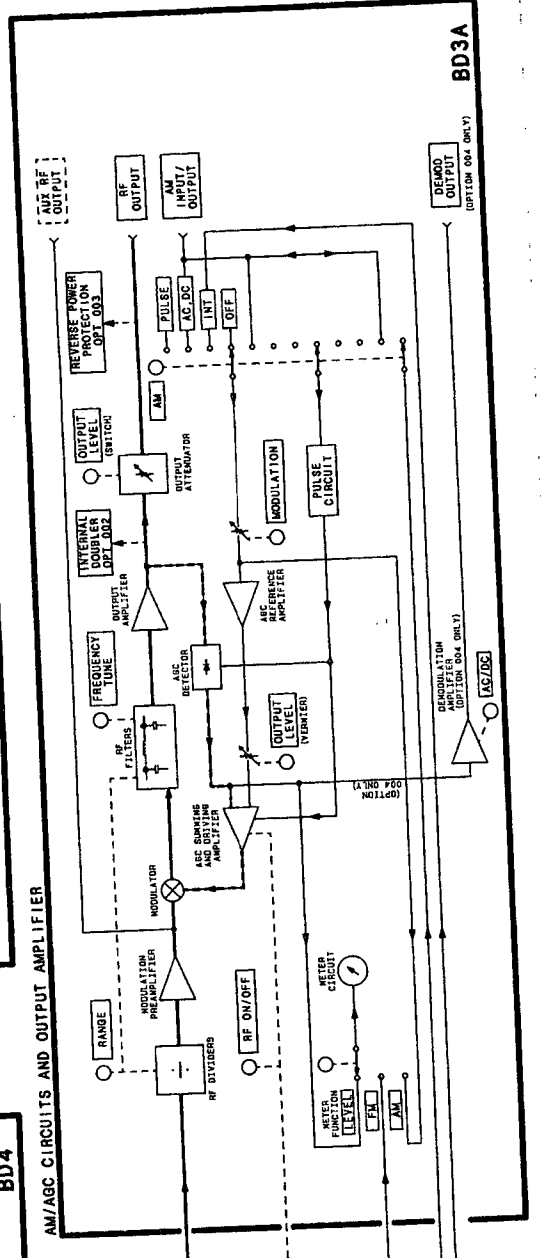 BD4
AM/AGC CIRCUITS AND OUTPUT AMPLIFIER
BD3A
RANGE
RF DIVIDERS
MODULATION
PREAMPLIFIER
MODULATOR
FREQUENCY
TUNE
RF
FILTERS
OUTPUT
AMPLIFIER
INTERNAL
DOUBLER
OPT 002
OUTPUT
LEVEL
(SWITCH)
OUTPUT
ATTENUATOR
REVERSE POWER
PROTECTION
OPT 003
AUX RF
OUTPUT
RF
OUTPUT
AM
INPUT/
OUTPUT
AM
PULSE
AC,DC
INT
OFF
RF ON/OFF
AGC SUMMING
AND DRIVING
AMPLIFIER
AGC
DETECTOR
OUTPUT
LEVEL
(VERNIER)
AGC
REFERENCE
AMPLIFIER
MODULATION
PULSE
CIRCUIT
METER
FUNCTION
LEVEL
FM
AM
METER
CIRCUIT
(OPTION
004 ONLY)
DEMODULATION
AMPLIFIER
(OPTION 004 ONLY)
AC/DC
DEMOD
OUTPUT
(OPTION 004 ONLY)